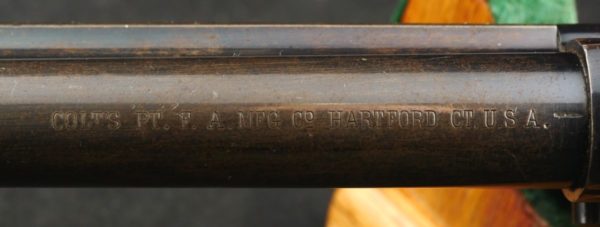 COLT'S PT. F. A. MFG Co HARTFORD CT. U.S.A.